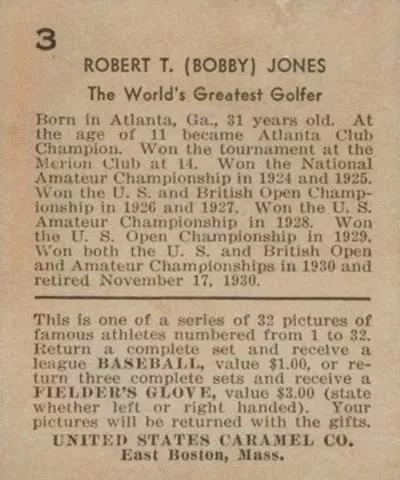 3
ROBERT T. (BOBBY) JONES
The World's Greatest Golfer
Born in Atlanta, Ga., 31 years old. At
the age of 11 became Atlanta Club
Champion. Won the tournament at the
Merion Club at 14. Won the National
Amateur Championship in 1924 and 1925.
Won the U. S. and British Open Champ-
ionship in 1926 and 1927. Won the U. S.
Amateur Championship in 1928. Won
the U. S. Open Championship in 1929.
Won both the U. S. and British Open
and Amateur Championships in 1930 and
retired November 17, 1930.
This is one of a series of 32 pictures of
famous athletes numbered from 1 to 32.
Return a complete set and receive a
league BASEBALL, value $1.00, or re-
turn three complete sets and receive a
FIELDER'S GLOVE, value $3.00 (state
whether left or right handed). Your
pictures will be returned with the gifts.
UNITED STATES CARAMEL CO.
East Boston, Mass.